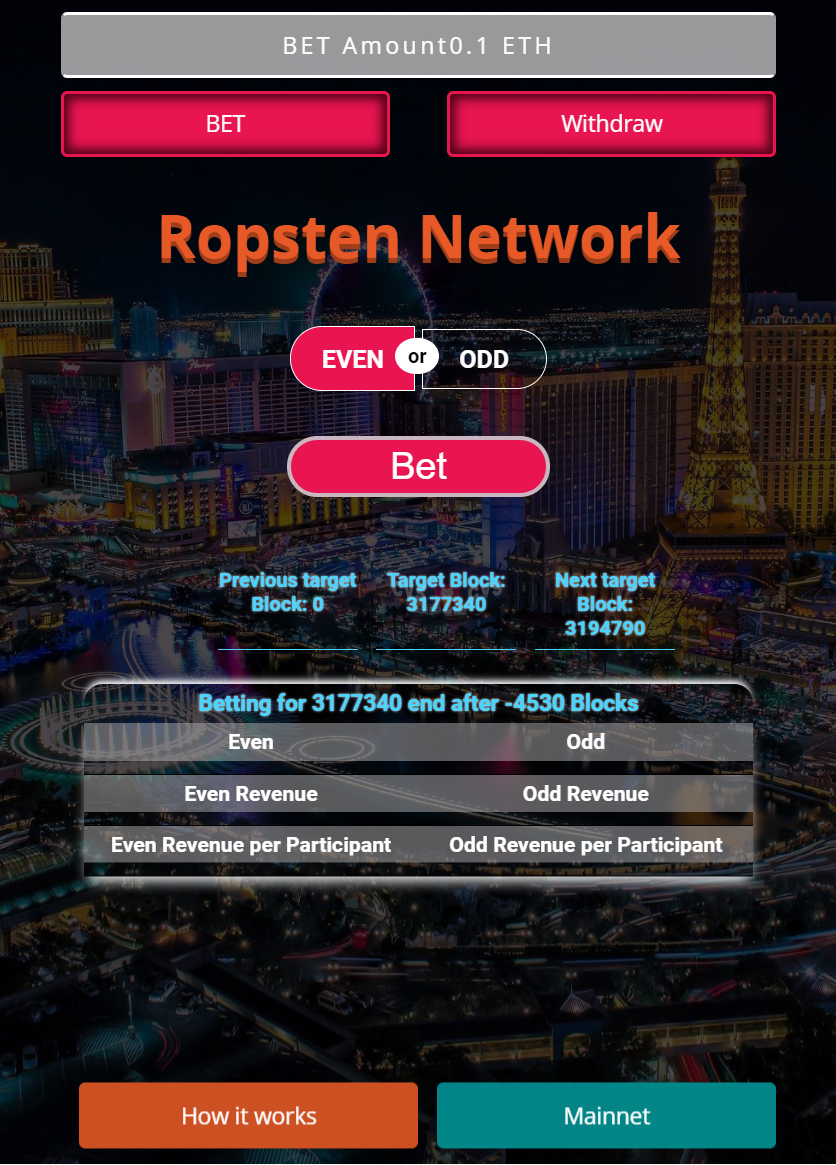 BET Amount0.1 ETH
BET
Withdraw
Ropsten Network
EVEN or ODD
Bet
Previous target
Block: 0
Target Block:
3177340
Next target
Block:
3194790
Betting for 3177340 end after -4530 Blocks
Even Odd
Even Revenue Odd Revenue
Even Revenue per Participant Odd Revenue per Participant
How it works
Mainnet